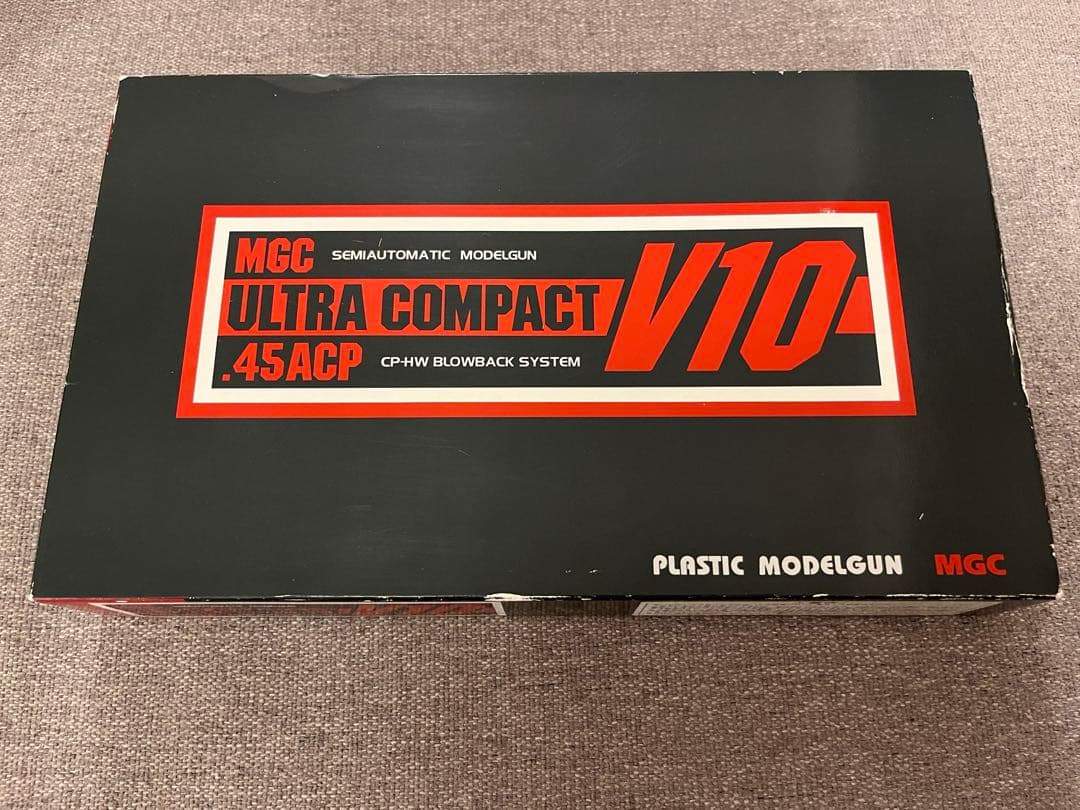 MGC SEMIAUTOMATIC MODELGUN
ULTRA COMPACT V10
.45ACP CP-HW BLOWBACK SYSTEM
PLASTIC MODELGUN MGC